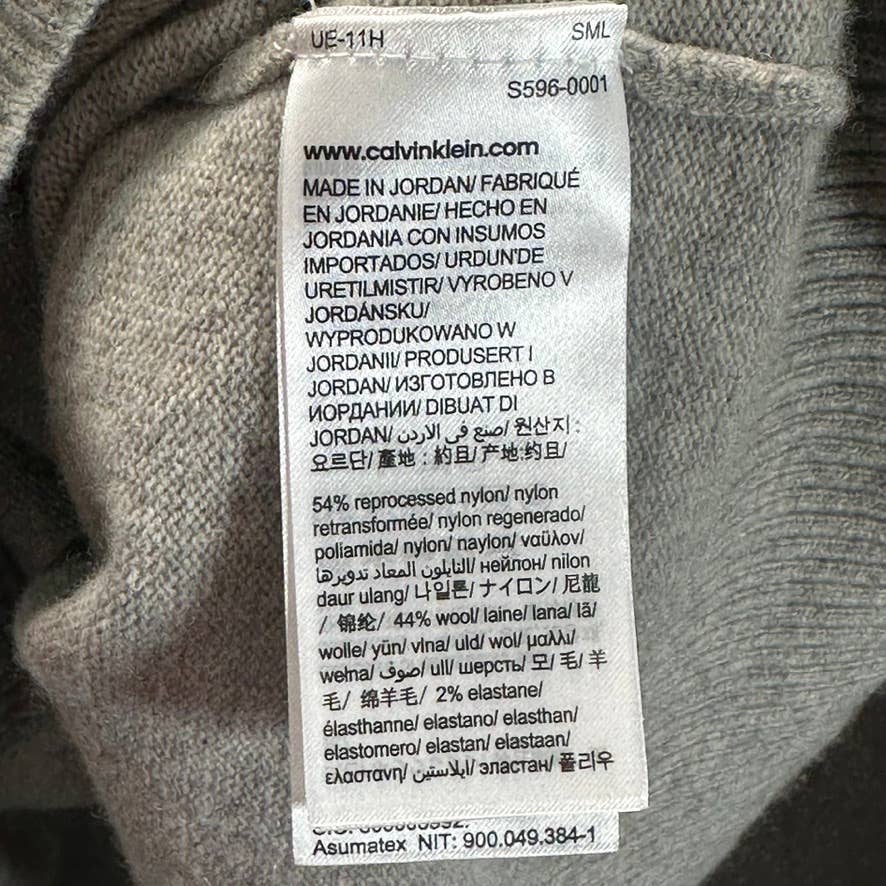 UE-11H SML
S596-0001
www.calvinklein.com
MADE IN JORDAN/ FABRIQUÉ
EN JORDANIE/ HECHO EN
JORDANIA CON INSUMOS
IMPORTADOS/ URDUN'DE
URETILMISTIR/ VYROBENO V
JORDÁNSKU/
WYPRODUKOWANO W
JORDANII/ PRODUSERT I
JORDAN/ ИЗГОТОВЛЕНО В
ИОРДАНИИ/ DIBUAT DI
JORDAN/ صنع في الاردن/ 원산지 :
요르단/ 產地 : 約旦/ 产地:约旦/
54% reprocessed nylon/ nylon
retransformée/ nylon regenerado/
poliamida/ nylon/ naylon/ ναϋλον/
النايلون المعاد تدويرها/ нейлон/ nilon
daur ulang/ 나일론/ ナイロン/ 尼龍
/ 锦纶/ 44% wool/ laine/ lana/ lã/
wolle/ yün/ vlna/ uld/ wol/ μαλλι/
wełna/ صوف/ ull/ шерсть/ 모/ 毛/ 羊
毛/ 绵羊毛/ 2% elastane/
élasthanne/ elastano/ elasthan/
elastomero/ elastan/ elastaan/
ελαστανη/ ايلاستين/ эластан/ 폴리우
Asumatex NIT: 900.049.384-1